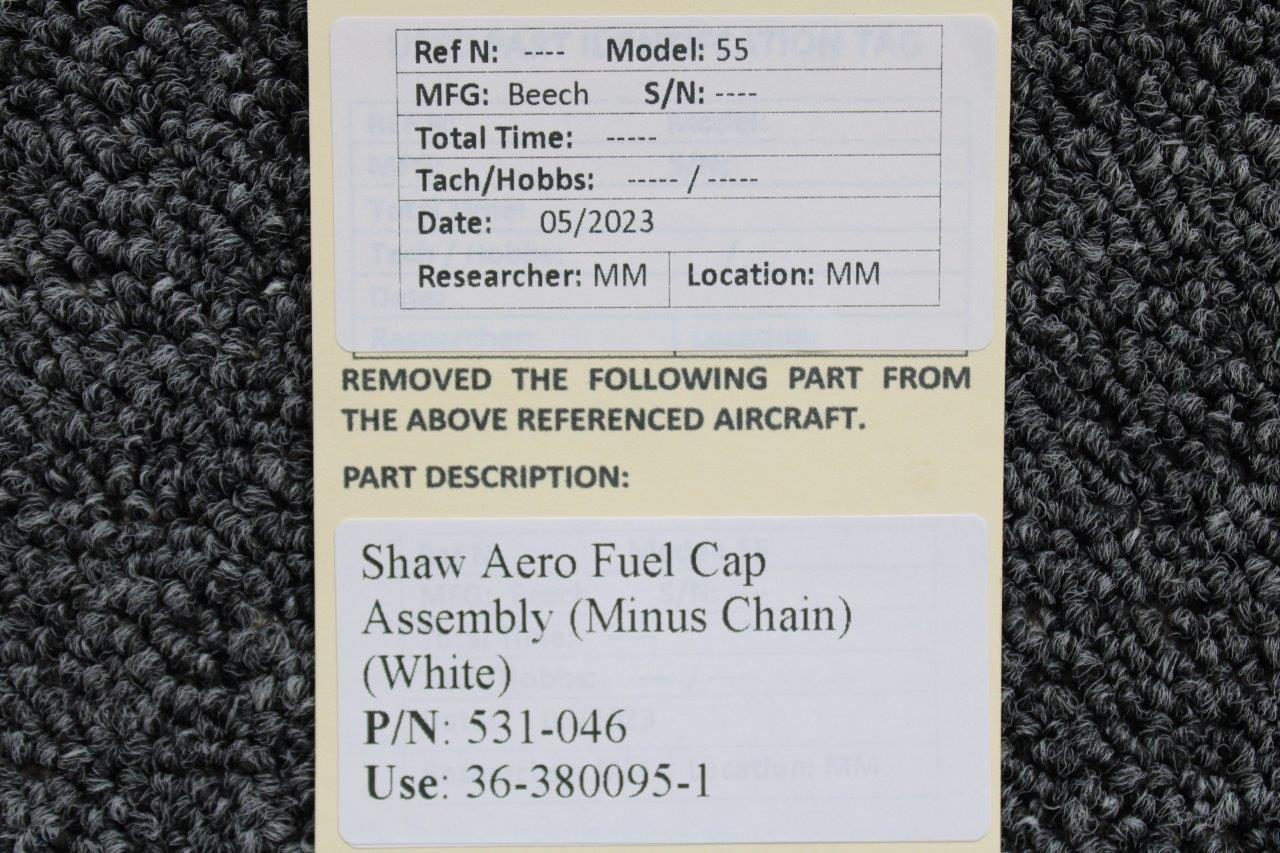 Ref N: ---- Model: 55
MFG: Beech S/N: ----
Total Time: -----
Tach/Hobbs: ----- / -----
Date: 05/2023
Researcher: MM Location: MM
REMOVED THE FOLLOWING PART FROM
THE ABOVE REFERENCED AIRCRAFT.
PART DESCRIPTION:
Shaw Aero Fuel Cap
Assembly (Minus Chain)
(White)
P/N: 531-046
Use: 36-380095-1